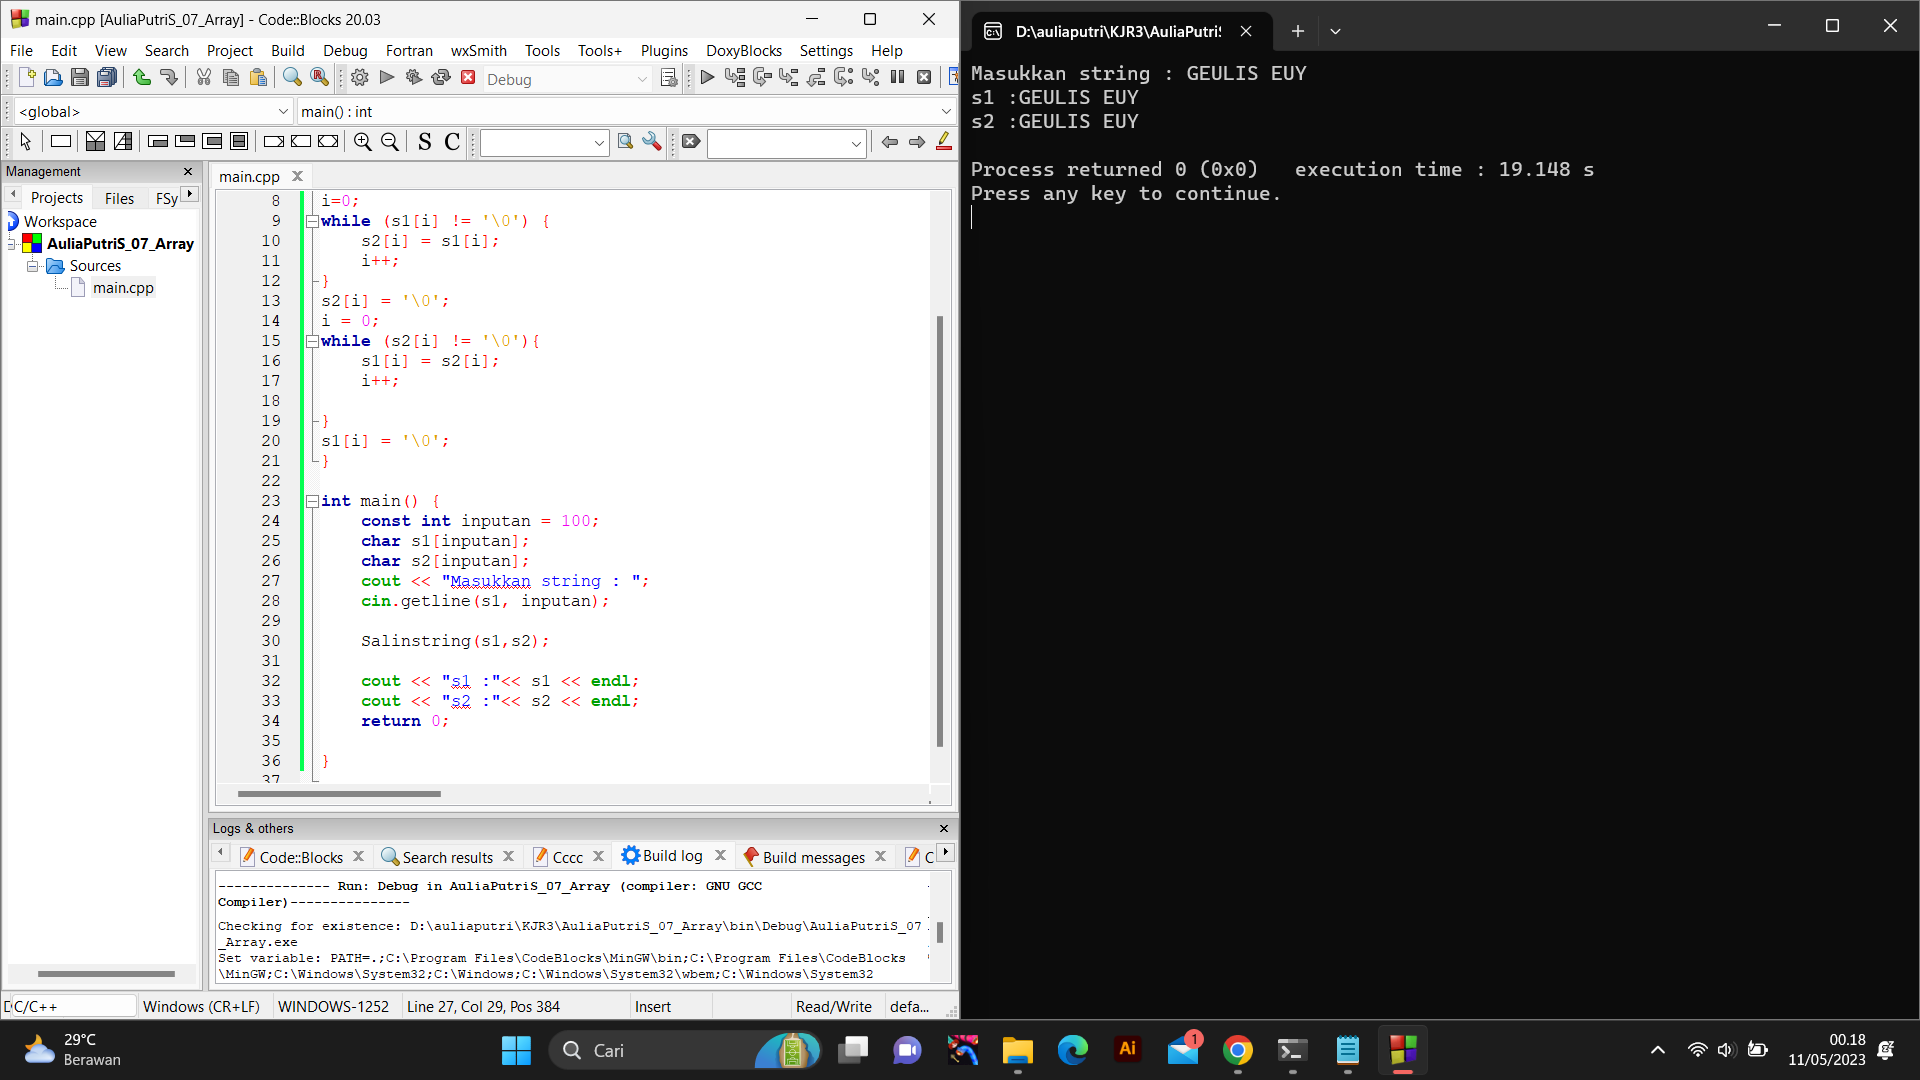 main.cpp [AuliaPutriS_07_Array] - Code::Blocks 20.03
File Edit View Search Project Build Debug Fortran wxSmith Tools Tools+ Plugins DoxyBlocks Settings Help
Debug
<global> main() : int
S C
Management
Projects Files FSy
Workspace
AuliaPutriS_07_Array
Sources
main.cpp
main.cpp
8 i=0;
9 while (s1[i] != '\0') {
10 s2[i] = s1[i];
11 i++;
12 }
13 s2[i] = '\0';
14 i = 0;
15 while (s2[i] != '\0'){
16 s1[i] = s2[i];
17 i++;
18
19 }
20 s1[i] = '\0';
21 }
22
23 int main() {
24 const int inputan = 100;
25 char s1[inputan];
26 char s2[inputan];
27 cout << "Masukkan string : ";
28 cin.getline(s1, inputan);
29
30 Salinstring(s1,s2);
31
32 cout << "s1 :"<< s1 << endl;
33 cout << "s2 :"<< s2 << endl;
34 return 0;
35
36 }
37
Logs & others
Code::Blocks Search results Cccc Build log Build messages C
-------------- Run: Debug in AuliaPutriS_07_Array (compiler: GNU GCC
Compiler)---------------
Checking for existence: D:\auliaputri\KJR3\AuliaPutriS_07_Array\bin\Debug\AuliaPutriS_07
_Array.exe
Set variable: PATH=.;C:\Program Files\CodeBlocks\MinGW\bin;C:\Program Files\CodeBlocks
\MinGW;C:\Windows\System32;C:\Windows;C:\Windows\System32\wbem;C:\Windows\System32
C/C++ Windows (CR+LF) WINDOWS-1252 Line 27, Col 29, Pos 384 Insert Read/Write defa...
D:\auliaputri\KJR3\AuliaPutri
Masukkan string : GEULIS EUY
s1 :GEULIS EUY
s2 :GEULIS EUY
Process returned 0 (0x0) execution time : 19.148 s
Press any key to continue.
29°C
Berawan
Cari
Ai
1
00.18
11/05/2023